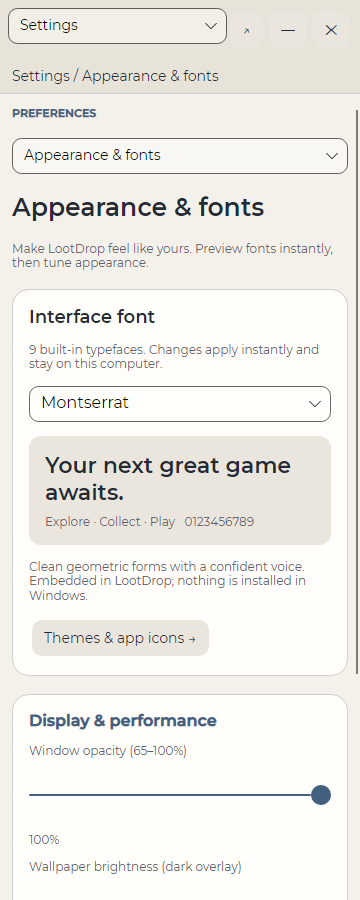 Settings
Settings / Appearance & fonts
PREFERENCES
Appearance & fonts
Appearance & fonts
Make LootDrop feel like yours. Preview fonts instantly,
then tune appearance.
Interface font
9 built-in typefaces. Changes apply instantly and
stay on this computer.
Montserrat
Your next great game
awaits.
Explore · Collect · Play 0123456789
Clean geometric forms with a confident voice.
Embedded in LootDrop; nothing is installed in
Windows.
Themes & app icons →
Display & performance
Window opacity (65–100%)
100%
Wallpaper brightness (dark overlay)